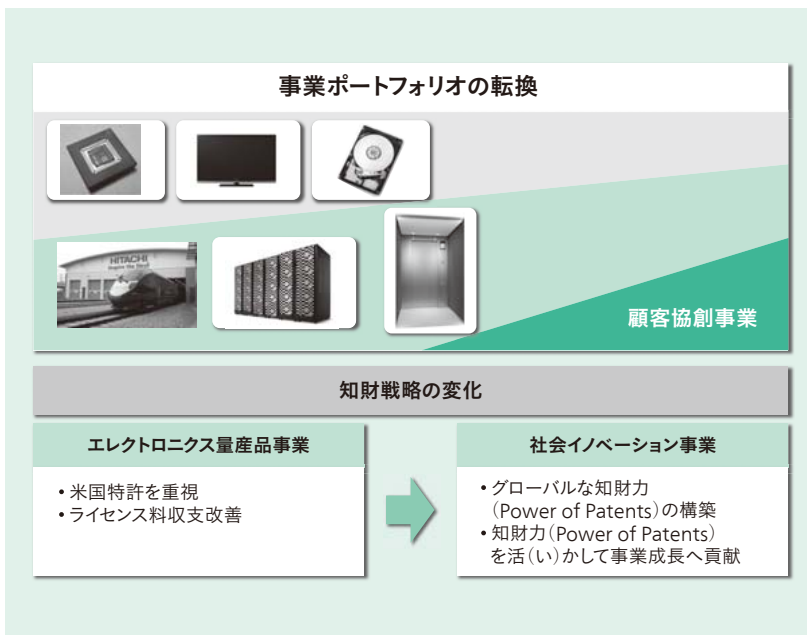 事業ポートフォリオの転換
HITACHI
Inspire the Next
顧客協創事業
知財戦略の変化
エレクトロニクス量産品事業
• 米国特許を重視
• ライセンス料収支改善
社会イノベーション事業
• グローバルな知財力
（Power of Patents）の構築
• 知財力（Power of Patents）
を活（い）かして事業成長へ貢献